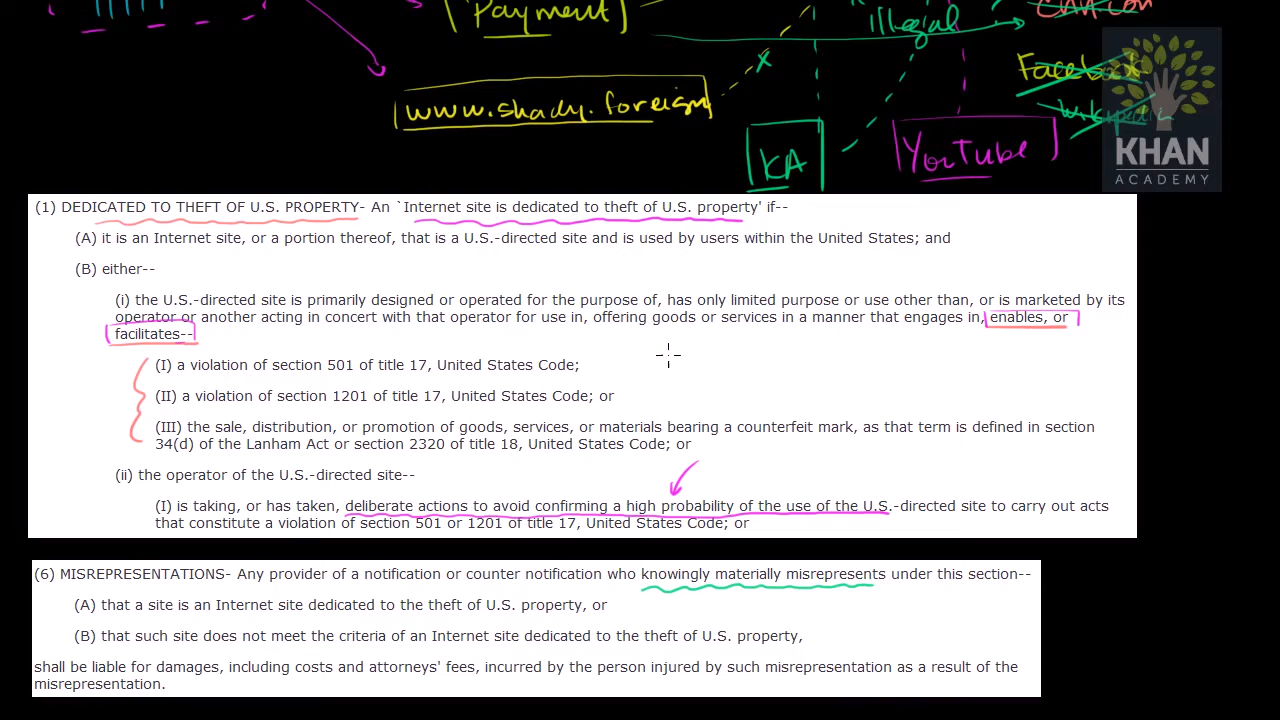 Payment
Illegal
www.shady.foreign
Facebook
Wikipedia
KA
YouTube
KHAN
ACADEMY
(1) DEDICATED TO THEFT OF U.S. PROPERTY- An `Internet site is dedicated to theft of U.S. property' if--
(A) it is an Internet site, or a portion thereof, that is a U.S.-directed site and is used by users within the United States; and
(B) either--
(i) the U.S.-directed site is primarily designed or operated for the purpose of, has only limited purpose or use other than, or is marketed by its
operator or another acting in concert with that operator for use in, offering goods or services in a manner that engages in, enables, or
facilitates--
(I) a violation of section 501 of title 17, United States Code;
(II) a violation of section 1201 of title 17, United States Code; or
(III) the sale, distribution, or promotion of goods, services, or materials bearing a counterfeit mark, as that term is defined in section
34(d) of the Lanham Act or section 2320 of title 18, United States Code; or
(ii) the operator of the U.S.-directed site--
(I) is taking, or has taken, deliberate actions to avoid confirming a high probability of the use of the U.S.-directed site to carry out acts
that constitute a violation of section 501 or 1201 of title 17, United States Code; or
(6) MISREPRESENTATIONS- Any provider of a notification or counter notification who knowingly materially misrepresents under this section--
(A) that a site is an Internet site dedicated to the theft of U.S. property, or
(B) that such site does not meet the criteria of an Internet site dedicated to the theft of U.S. property,
shall be liable for damages, including costs and attorneys' fees, incurred by the person injured by such misrepresentation as a result of the
misrepresentation.